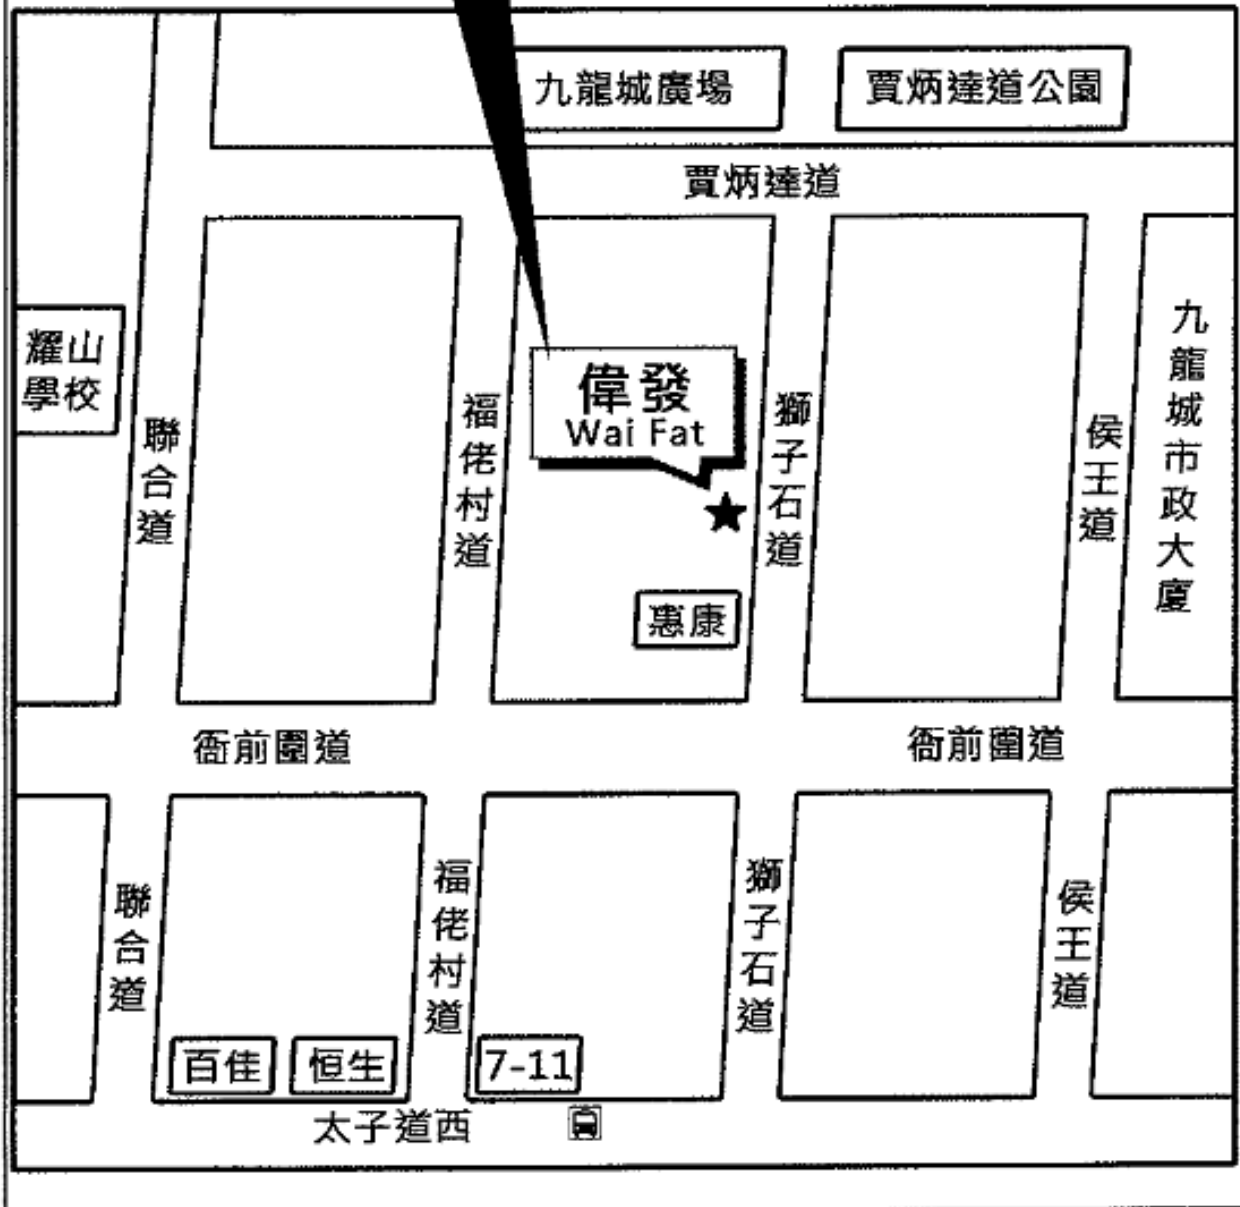 九龍城廣場
賈炳達道公園
賈炳達道
耀山
學校
聯合道
福佬村道
偉發
Wai Fat
獅子石道
侯王道
九龍城市政大廈
惠康
衙前圍道
衙前圍道
聯合道
福佬村道
獅子石道
侯王道
百佳
恒生
7-11
太子道西